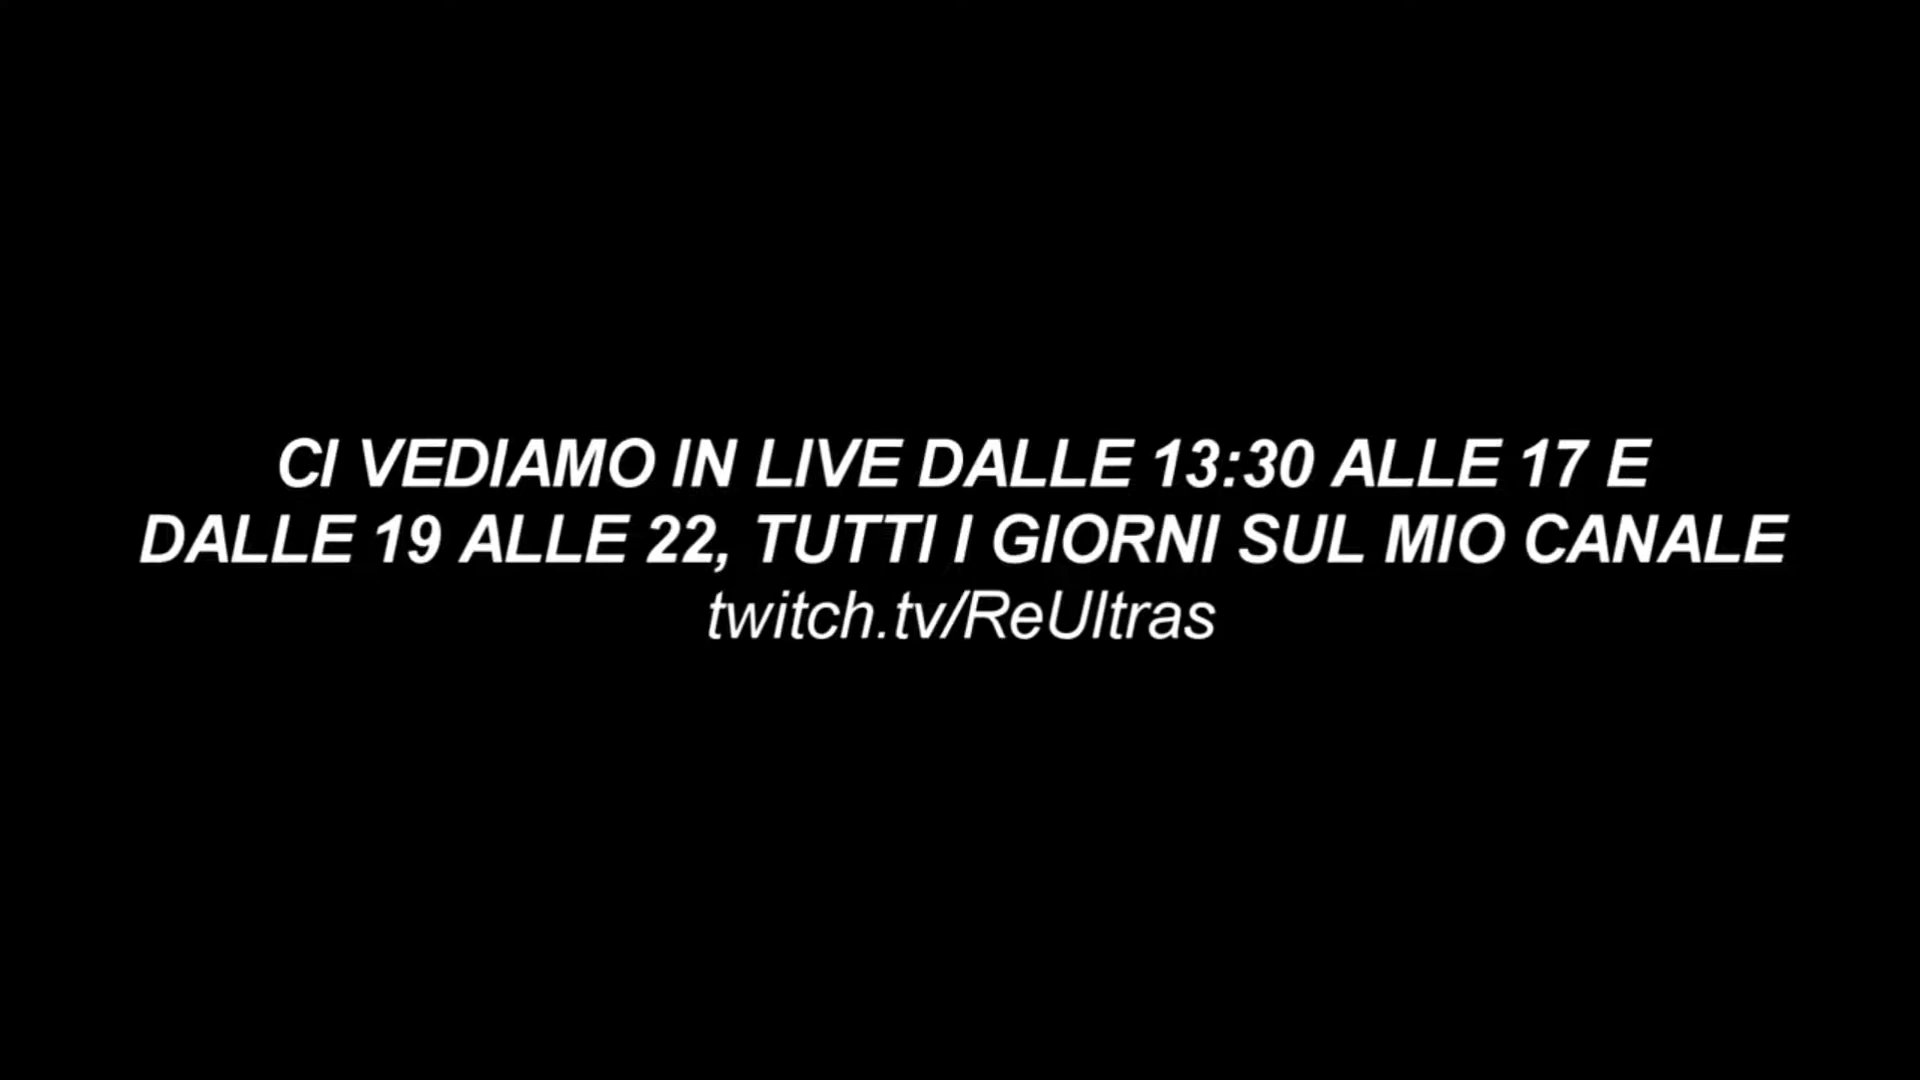 CI VEDIAMO IN LIVE DALLE 13:30 ALLE 17 E
DALLE 19 ALLE 22, TUTTI I GIORNI SUL MIO CANALE
twitch.tv/ReUltras